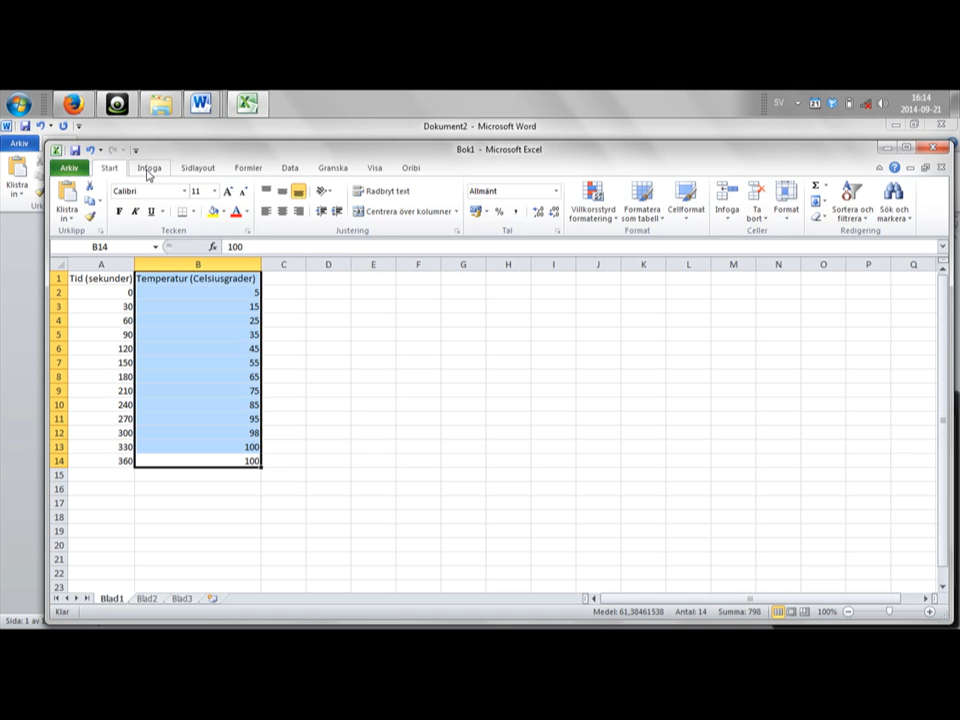 SV
16:14
2014-09-21
Dokument2 - Microsoft Word
Arkiv
Bok1 - Microsoft Excel
Arkiv Start Infoga Sidlayout Formler Data Granska Visa Oribi
Klistra in
Klistra in
Calibri 11
F K U
Radbryt text
Centrera över kolumner
Allmänt
%
Villkorsstyrd formatering
Formatera som tabell
Cellformat
Infoga
Ta bort
Format
Sortera och filtrera
Sök och markera
Urklipp Tecken Justering Tal Format Celler Redigering
B14 fx 100
A B C D E F G H I J K L M N O P Q
1 Tid (sekunder) Temperatur (Celsiusgrader)
2 0 5
3 30 15
4 60 25
5 90 35
6 120 45
7 150 55
8 180 65
9 210 75
10 240 85
11 270 95
12 300 98
13 330 100
14 360 100
15
16
17
18
19
20
21
22
23
Blad1 Blad2 Blad3
Klar Medel: 61,38461538 Antal: 14 Summa: 798 100%
Sida: 1 av